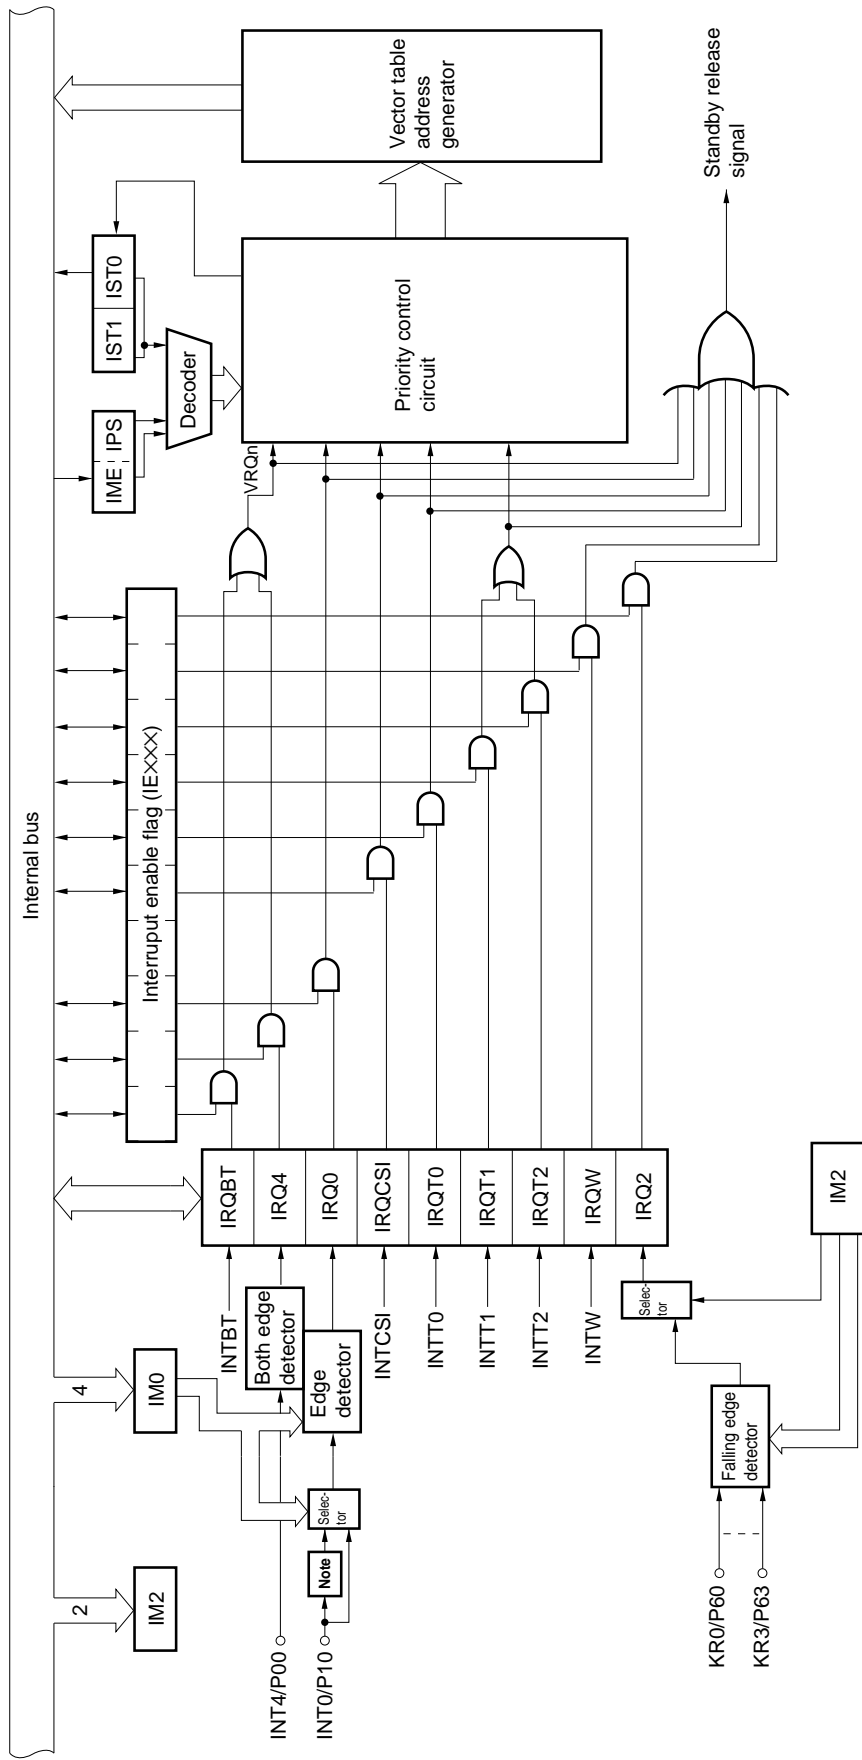 Internal bus
2
4
IM2
IM0
Interruput enable flag (IE×××)
IME
IPS
IST1
IST0
Decoder
VRQn
Vector table
address
generator
Priority control
circuit
INT4/P00
INT0/P10
Note
Selec-
tor
Both edge
detector
Edge
detector
INTBT
INTCSI
INTT0
INTT1
INTT2
INTW
IRQBT
IRQ4
IRQ0
IRQCSI
IRQT0
IRQT1
IRQT2
IRQW
IRQ2
Selec-
tor
KR0/P60
KR3/P63
Falling edge
detector
IM2
Standby release
signal